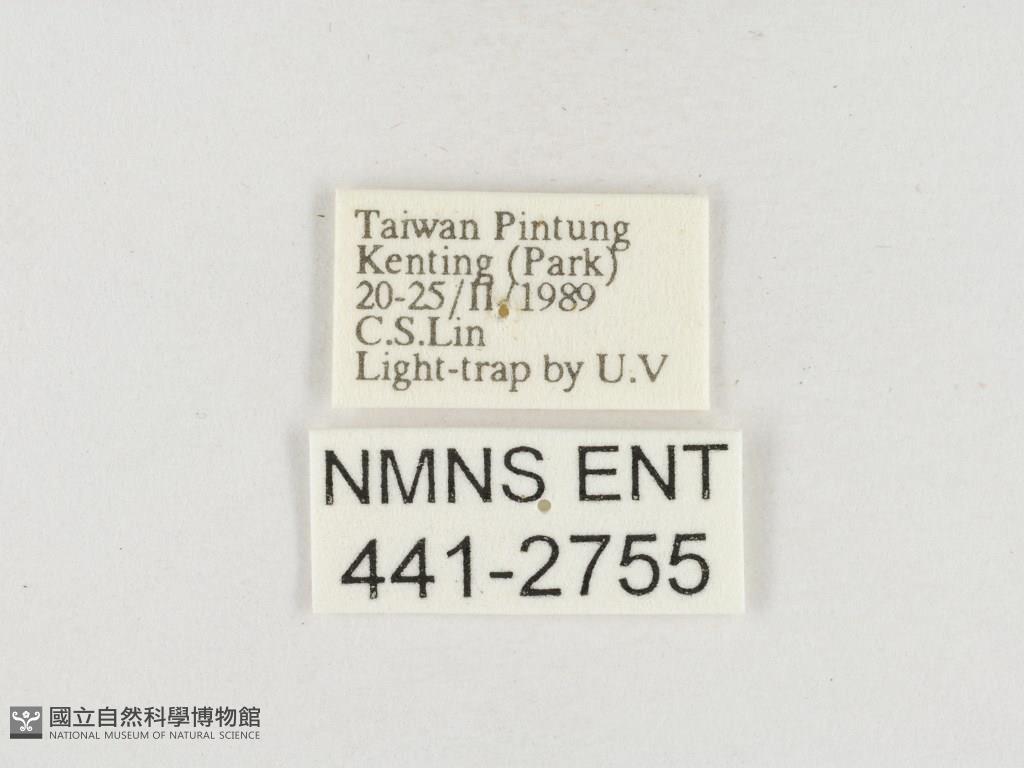 Taiwan Pintung
Kenting (Park)
20-25/II/1989
C.S.Lin
Light-trap by U.V
NMNS ENT
441-2755
國立自然科學博物館
NATIONAL MUSEUM OF NATURAL SCIENCE